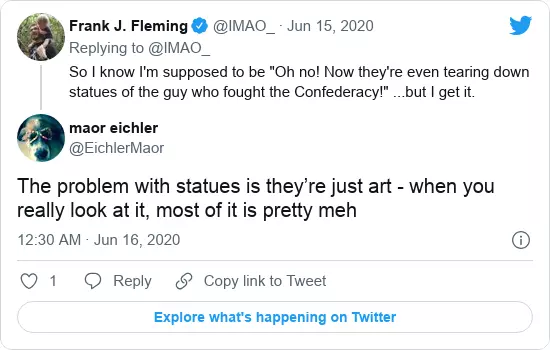 Frank J. Fleming @IMAO_ · Jun 15, 2020
Replying to @IMAO_
So I know I'm supposed to be "Oh no! Now they're even tearing down
statues of the guy who fought the Confederacy!" ...but I get it.
maor eichler
@EichlerMaor
The problem with statues is they’re just art - when you
really look at it, most of it is pretty meh
12:30 AM · Jun 16, 2020
1 Reply Copy link to Tweet
Explore what's happening on Twitter